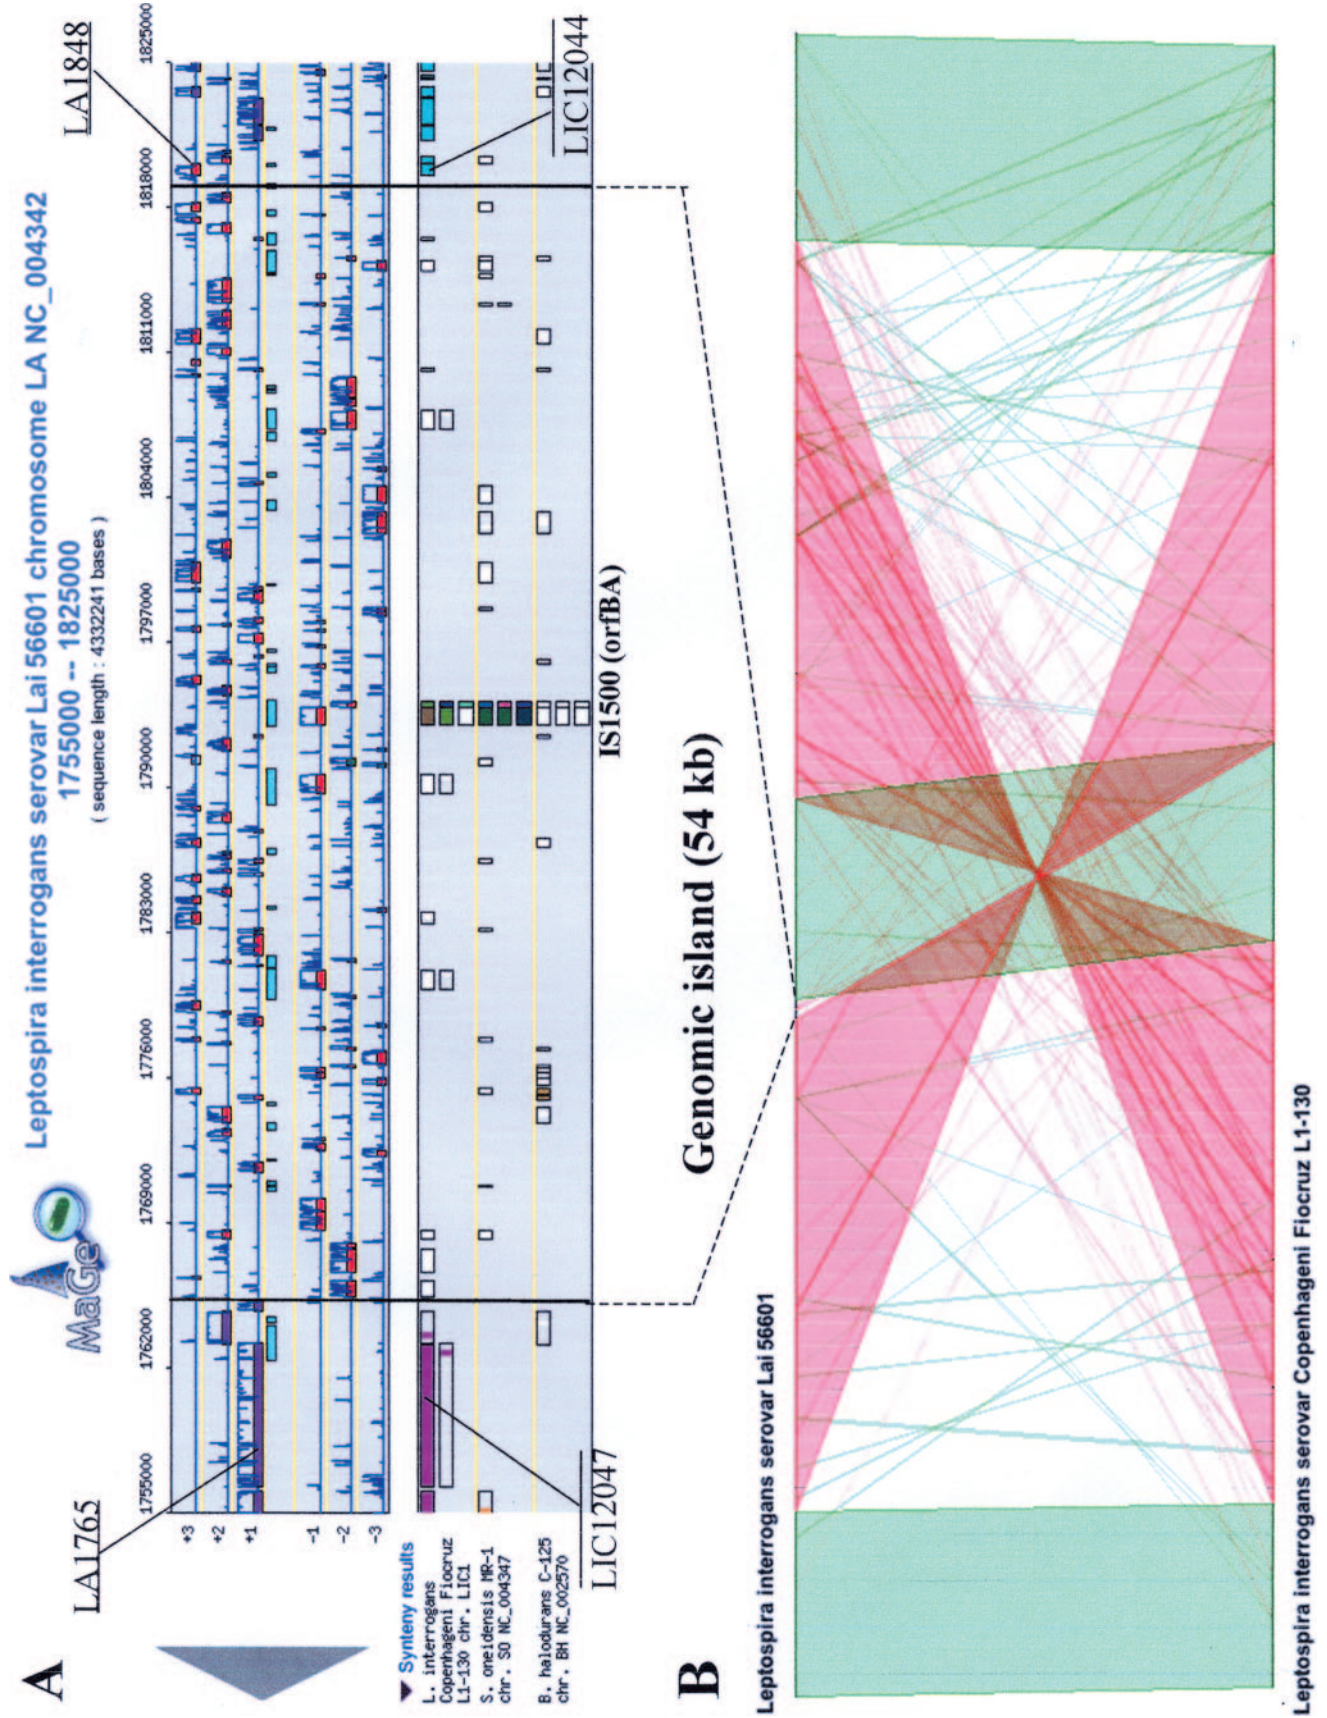 A
MaGe
Leptospira interrogans serovar Lai 56601 chromosome LA NC_004342
1755000 -- 1825000
( sequence length : 4332241 bases )
LA1765
LA1848
1755000
1762000
1769000
1776000
1783000
1790000
1797000
1804000
1811000
1818000
1825000
+3
+2
+1
-1
-2
-3
Synteny results
L. interrogans
Copenhageni Fiocruz
L1-130 chr. LIC1
S. oneidensis MR-1
chr. SO NC_004347
B. halodurans C-125
chr. BH NC_002570
LIC12047
LIC12044
IS1500 (orfBA)
Genomic island (54 kb)
B
Leptospira interrogans serovar Lai 56601
Leptospira interrogans serovar Copenhageni Fiocruz L1-130